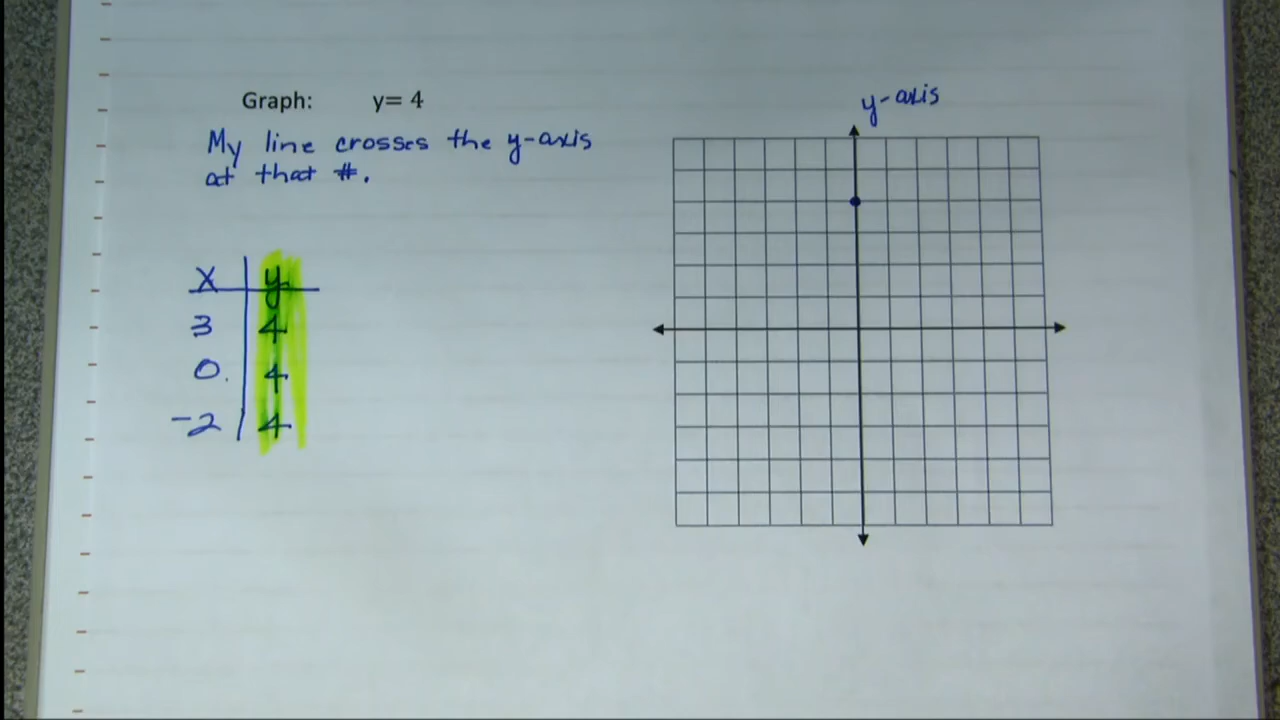 Graph: y= 4
My line crosses the y-axis
at that #.
y-axis
x y
3 4
0 4
-2 4